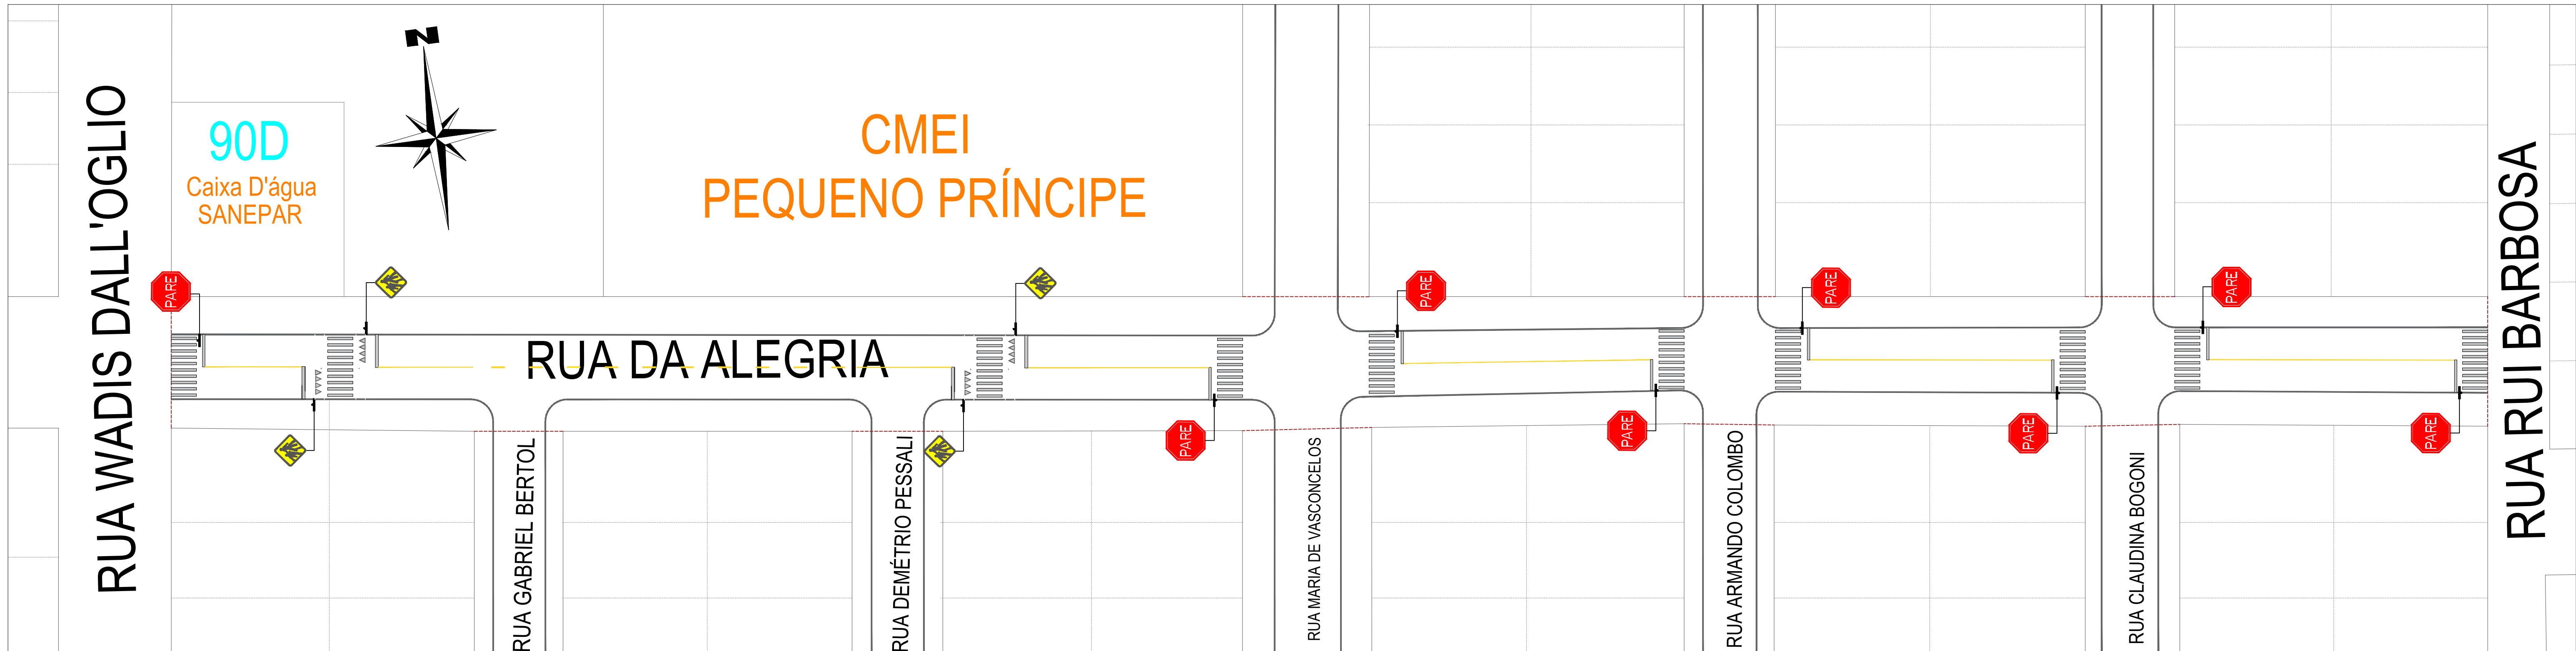 N
RUA WADIS DALL'OGLIO
90D
Caixa D'água
SANEPAR
CMEI
PEQUENO PRÍNCIPE
RUA RUI BARBOSA
PARE
PARE
PARE
PARE
RUA DA ALEGRIA
PARE
PARE
PARE
PARE
RUA GABRIEL BERTOL
RUA DEMÉTRIO PESSALI
RUA MARIA DE VASCONCELOS
RUA ARMANDO COLOMBO
RUA CLAUDINA BOGONI